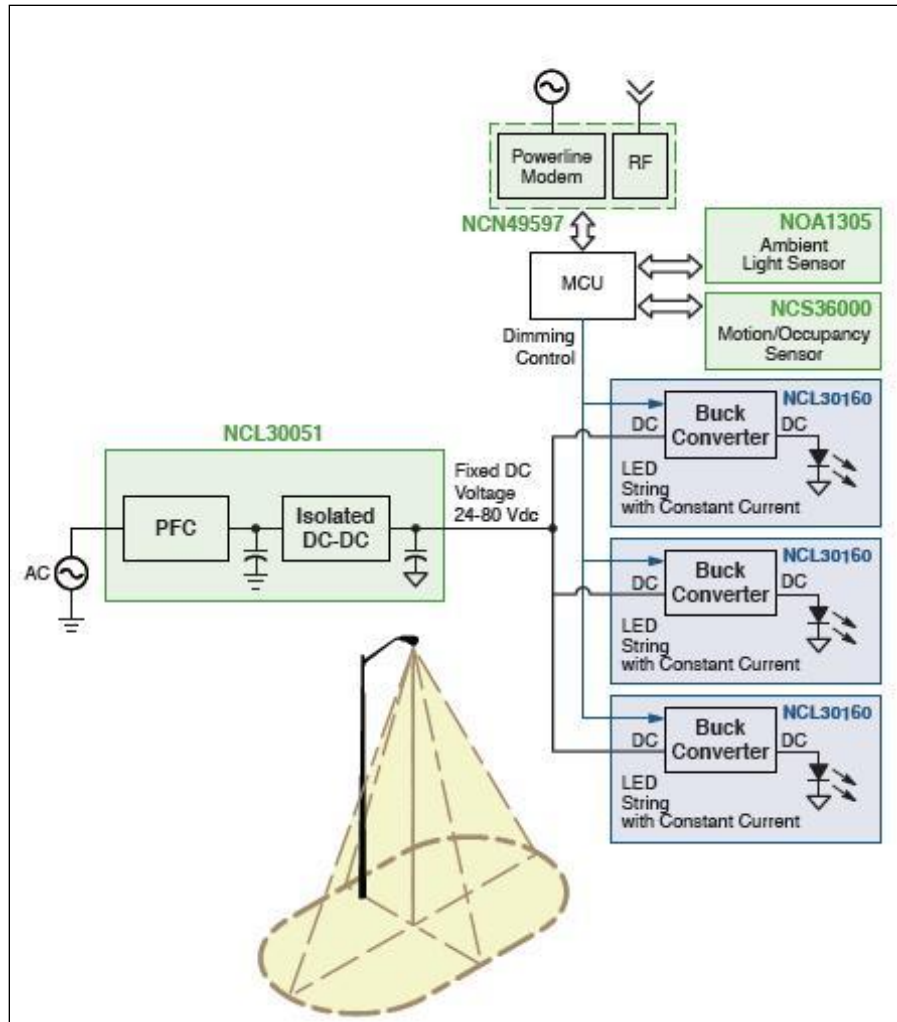 Powerline
Modem
RF
NCN49597
NOA1305
Ambient
Light Sensor
MCU
NCS36000
Motion/Occupancy
Sensor
Dimming
Control
NCL30160
DC
Buck
Converter
DC
LED
String
with Constant Current
NCL30051
Fixed DC
Voltage
24-80 Vdc
PFC
Isolated
DC-DC
AC
NCL30160
DC
Buck
Converter
DC
LED
String
with Constant Current
NCL30160
DC
Buck
Converter
DC
LED
String
with Constant Current